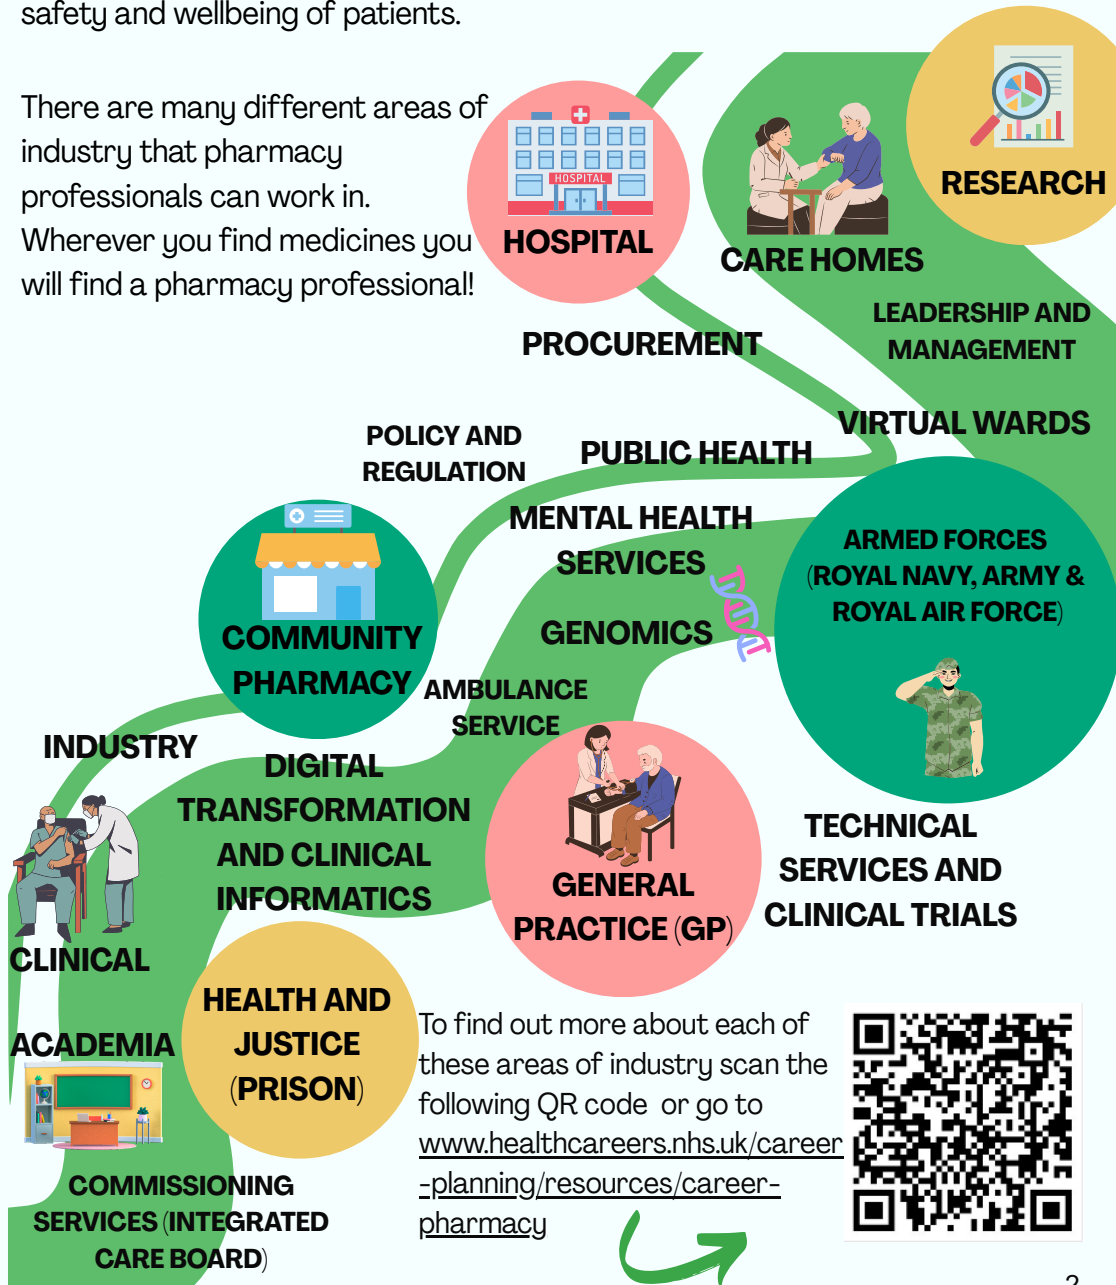 safety and wellbeing of patients.
There are many different areas of
industry that pharmacy
professionals can work in.
Wherever you find medicines you
will find a pharmacy professional!
HOSPITAL
HOSPITAL
CARE HOMES
RESEARCH
PROCUREMENT
LEADERSHIP AND
MANAGEMENT
VIRTUAL WARDS
POLICY AND
REGULATION
PUBLIC HEALTH
MENTAL HEALTH
SERVICES
ARMED FORCES
(ROYAL NAVY, ARMY &
ROYAL AIR FORCE)
GENOMICS
COMMUNITY
PHARMACY
AMBULANCE
SERVICE
INDUSTRY
DIGITAL
TRANSFORMATION
AND CLINICAL
INFORMATICS
GENERAL
PRACTICE (GP)
TECHNICAL
SERVICES AND
CLINICAL TRIALS
CLINICAL
ACADEMIA
HEALTH AND
JUSTICE
(PRISON)
COMMISSIONING
SERVICES (INTEGRATED
CARE BOARD)
To find out more about each of
these areas of industry scan the
following QR code or go to
www.healthcareers.nhs.uk/career
-planning/resources/career-
pharmacy